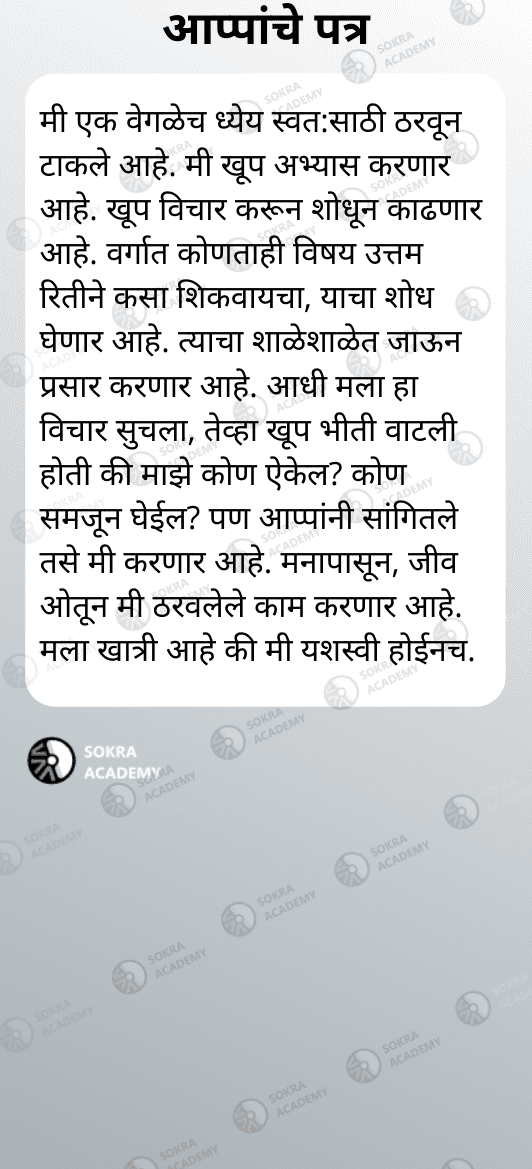 आप्पांचे पत्र
मी एक वेगळेच ध्येय स्वत:साठी ठरवून
टाकले आहे. मी खूप अभ्यास करणार
आहे. खूप विचार करून शोधून काढणार
आहे. वर्गात कोणताही विषय उत्तम
रितीने कसा शिकवायचा, याचा शोध
घेणार आहे. त्याचा शाळेशाळेत जाऊन
प्रसार करणार आहे. आधी मला हा
विचार सुचला, तेव्हा खूप भीती वाटली
होती की माझे कोण ऐकेल? कोण
समजून घेईल? पण आप्पांनी सांगितले
तसे मी करणार आहे. मनापासून, जीव
ओतून मी ठरवलेले काम करणार आहे.
मला खात्री आहे की मी यशस्वी होईनच.
SOKRA
ACADEMY